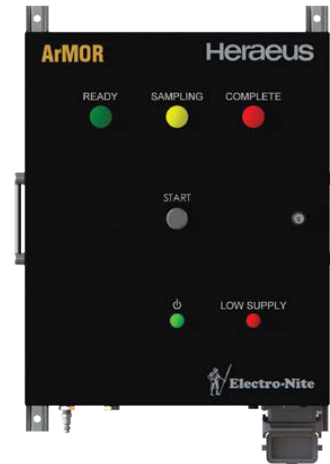 ArMOR Heraeus
READY SAMPLING COMPLETE
START
LOW SUPPLY
Electro-Nite